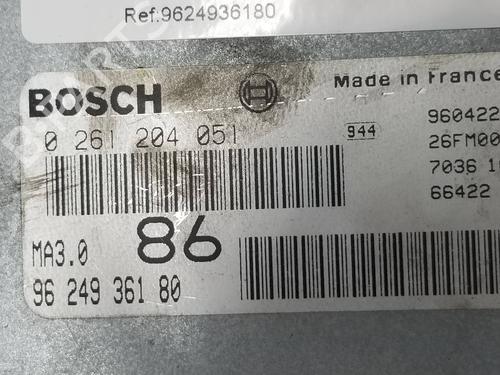 Ref:9624936180
BOSCH
Made in France
0 261 204 051
944
960422
26FM00
7036
66422
86
MA3.0
96 249 361 80